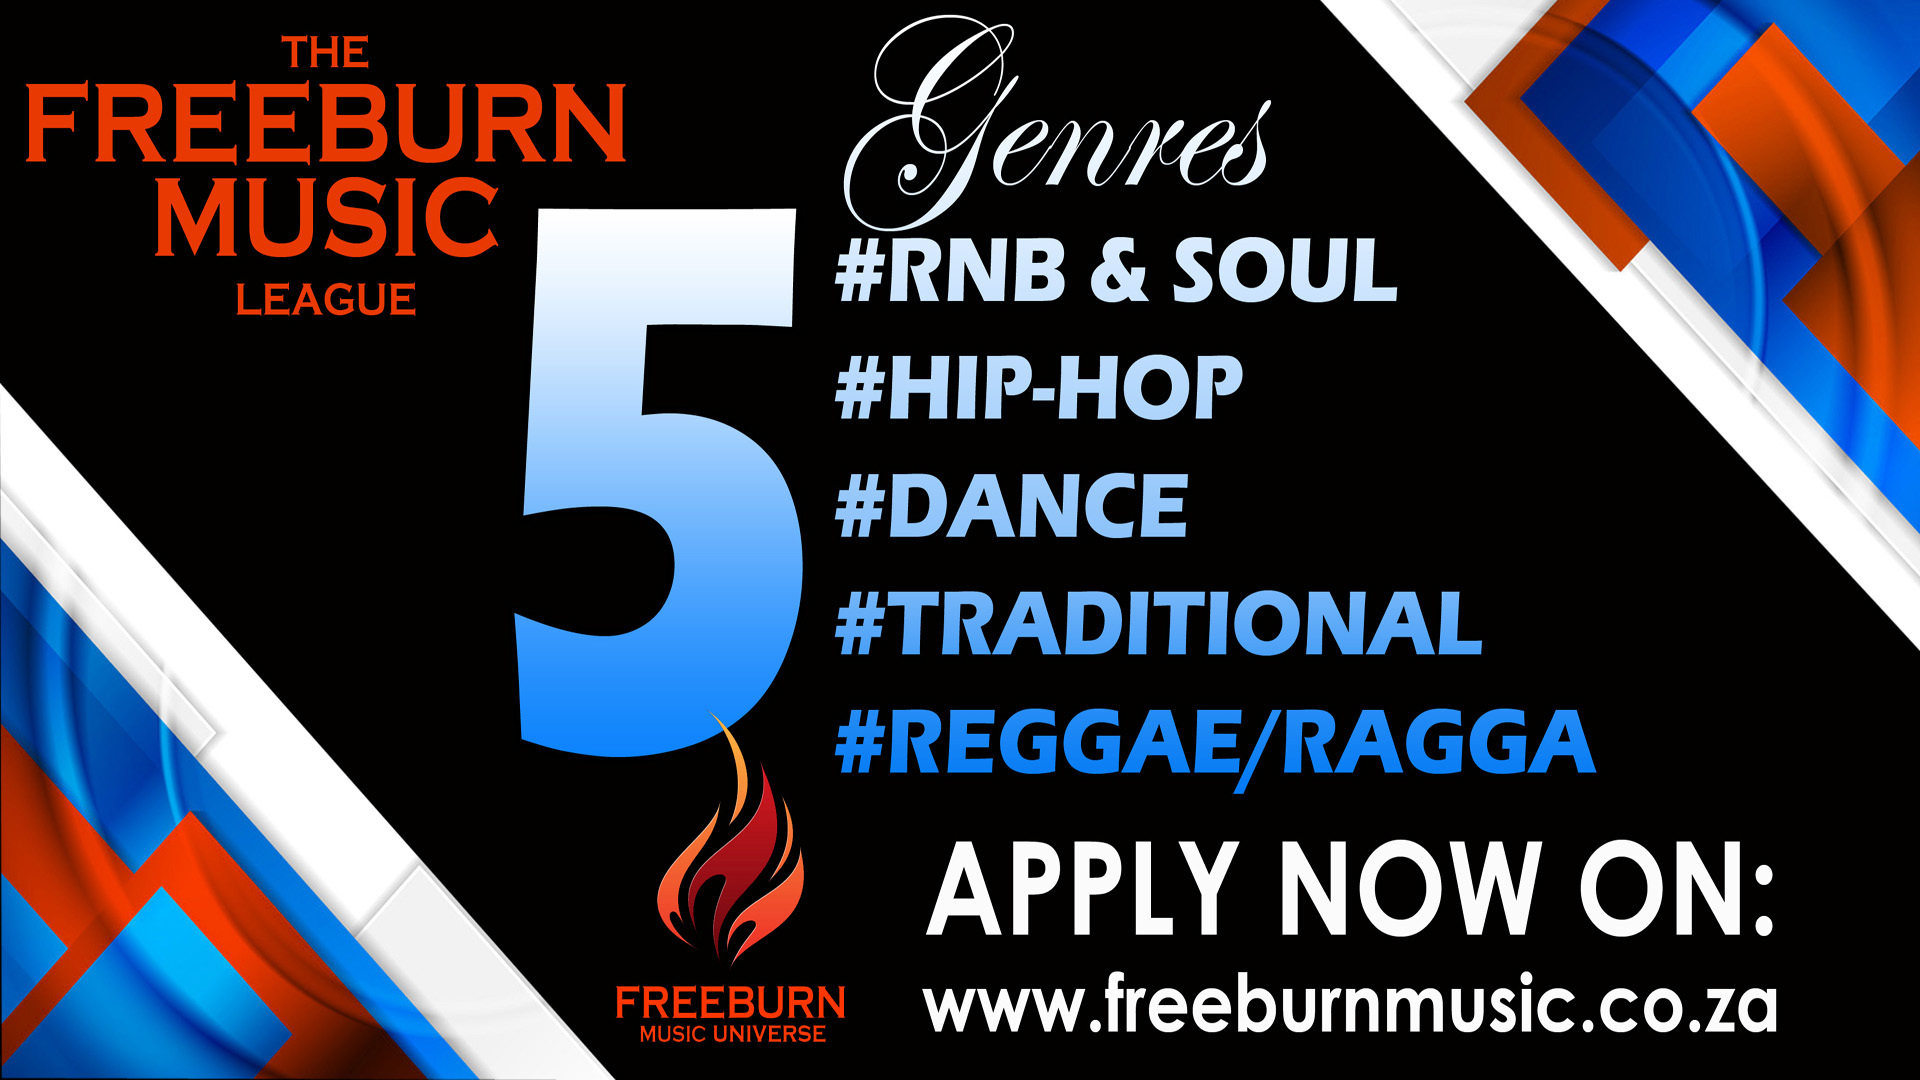 THE
FREEBURN
MUSIC
LEAGUE
5
Genres
#RNB & SOUL
#HIP-HOP
#DANCE
#TRADITIONAL
#REGGAE/RAGGA
FREEBURN
MUSIC UNIVERSE
APPLY NOW ON:
www.freeburnmusic.co.za